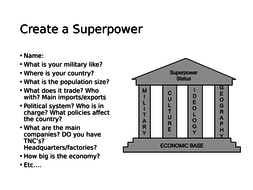 Create a Superpower
• Name:
• What is your military like?
• Where is your country?
• What is the population size?
• What does it trade? Who
with? Main imports/exports
• Political system? Who is in
charge? What policies affect
the country?
• What are the main
companies? DO you have
TNC's?
Headquarters/factories?
• How big is the economy?
• Etc....
Superpower
Status
MILITARY
CULTURE
IDEOLOGY
GEOGRAPHY
ECONOMIC BASE